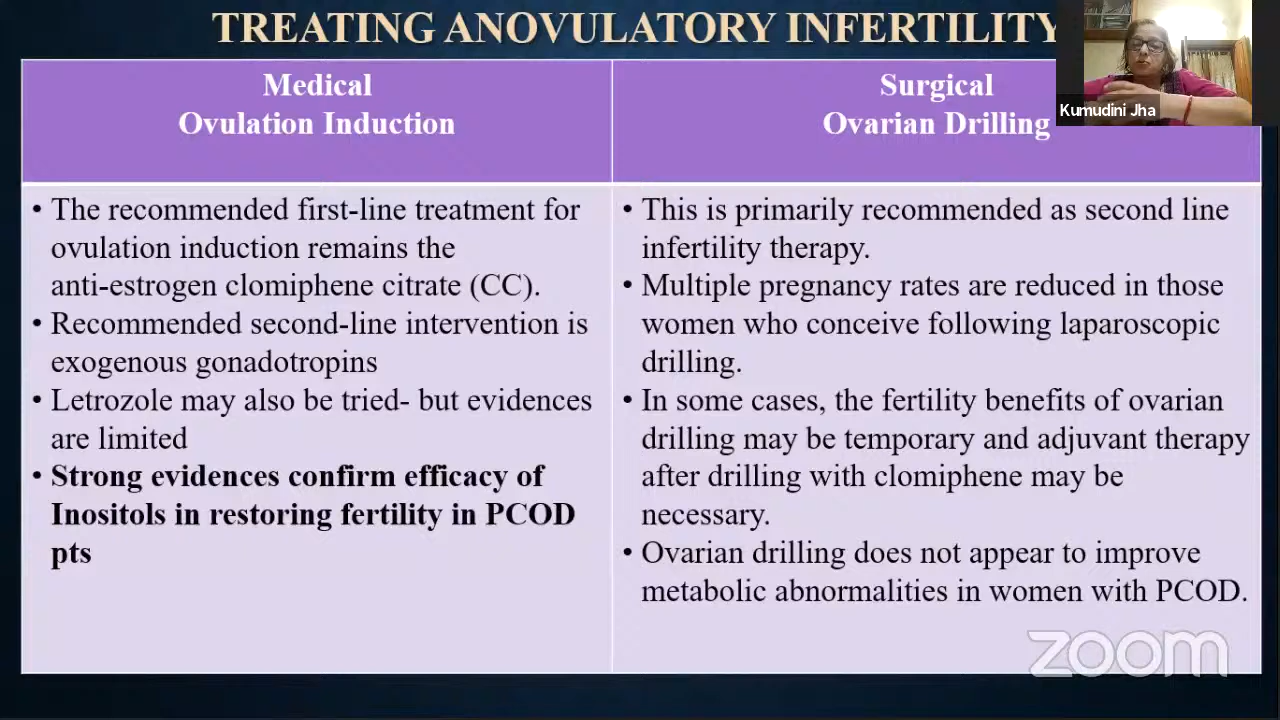 TREATING ANOVULATORY INFERTILITY
Kumudini Jha
Medical
Ovulation Induction
Surgical
Ovarian Drilling
• The recommended first-line treatment for
ovulation induction remains the
anti-estrogen clomiphene citrate (CC).
• Recommended second-line intervention is
exogenous gonadotropins
• Letrozole may also be tried- but evidences
are limited
• Strong evidences confirm efficacy of
Inositols in restoring fertility in PCOD
pts
• This is primarily recommended as second line
infertility therapy.
• Multiple pregnancy rates are reduced in those
women who conceive following laparoscopic
drilling.
• In some cases, the fertility benefits of ovarian
drilling may be temporary and adjuvant therapy
after drilling with clomiphene may be
necessary.
• Ovarian drilling does not appear to improve
metabolic abnormalities in women with PCOD.
zoom